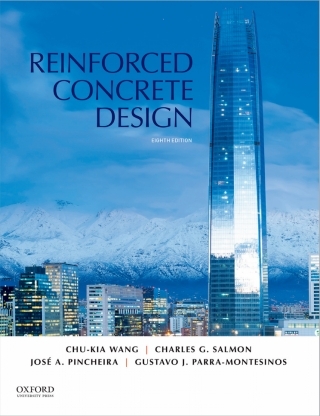 REINFORCED
CONCRETE
DESIGN
EIGHTH EDITION
CHU-KIA WANG | CHARLES G. SALMON
JOSÉ A. PINCHEIRA | GUSTAVO J. PARRA-MONTESINOS
OXFORD
UNIVERSITY PRESS